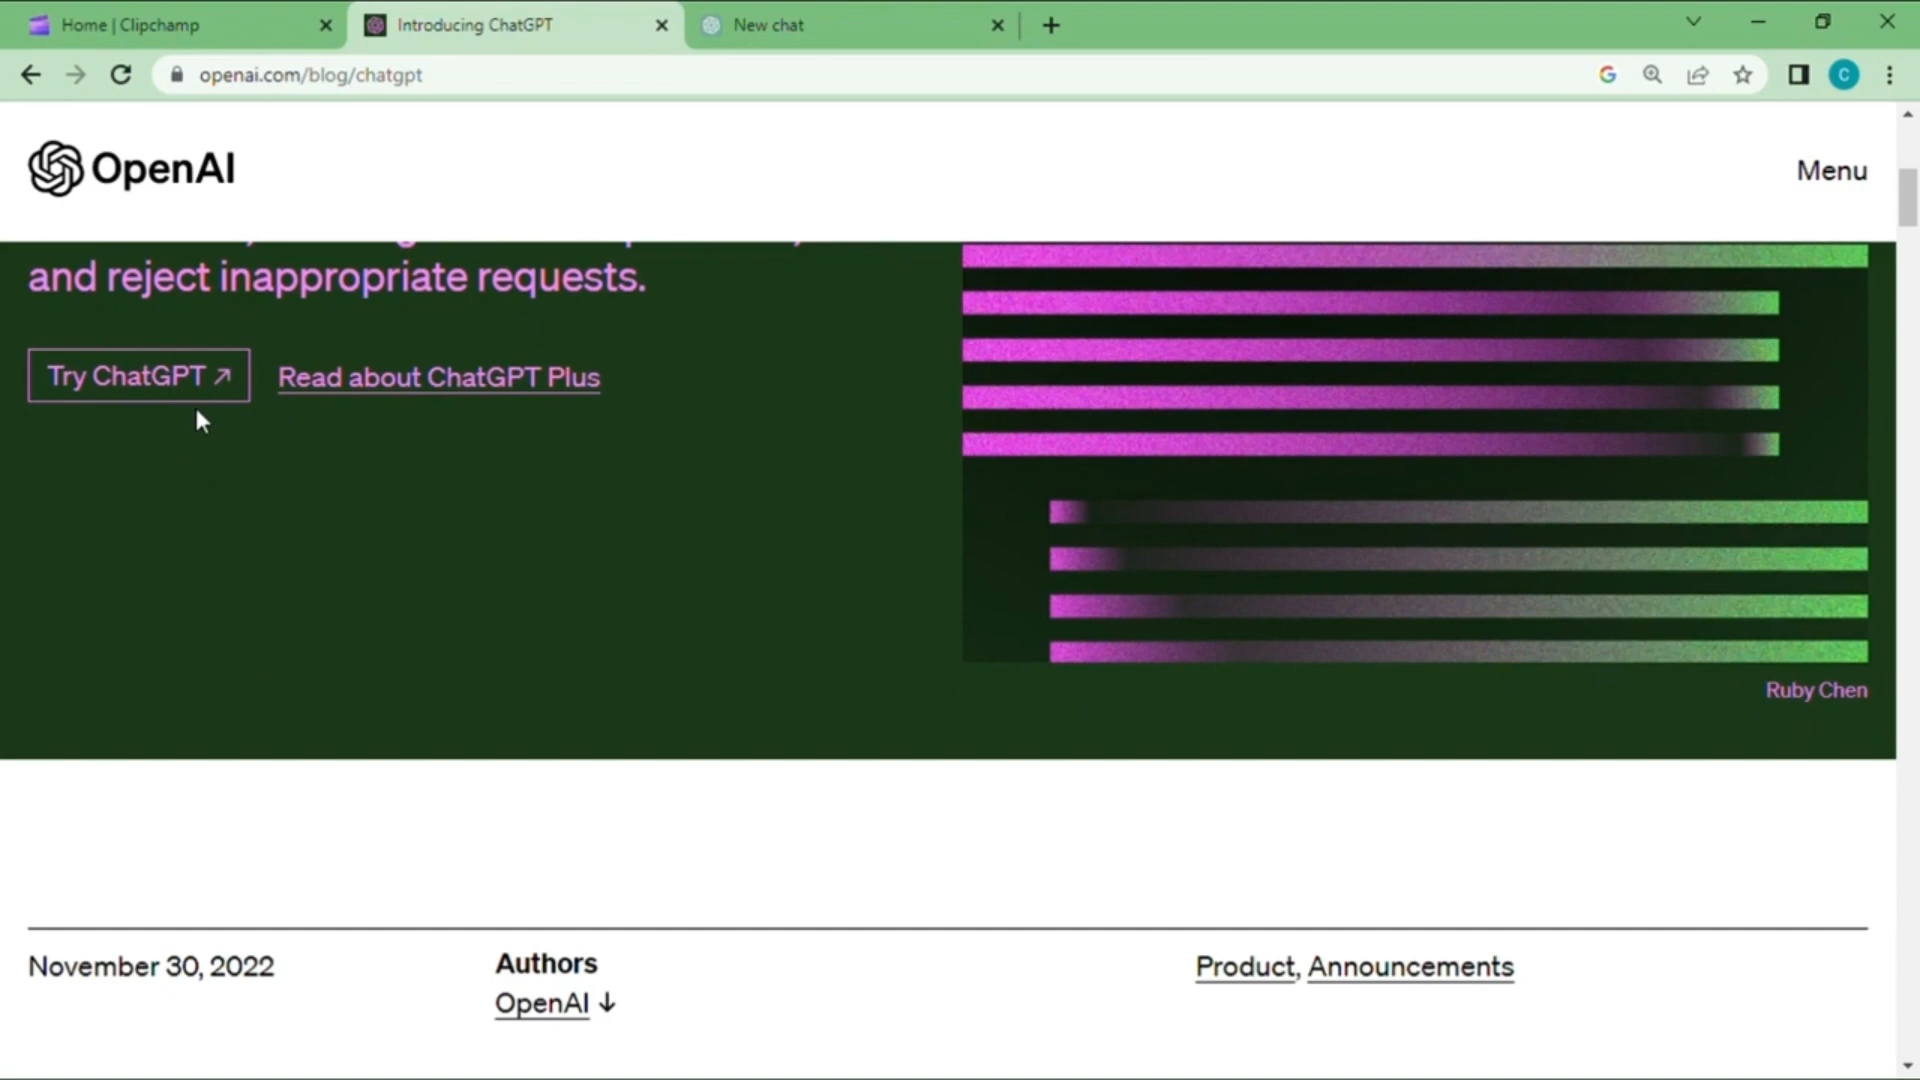 Home | Clipchamp
Introducing ChatGPT
New chat
openai.com/blog/chatgpt
C
OpenAI
Menu
and reject inappropriate requests.
Try ChatGPT ↗
Read about ChatGPT Plus
Ruby Chen
November 30, 2022
Authors
Product, Announcements
OpenAI ↓